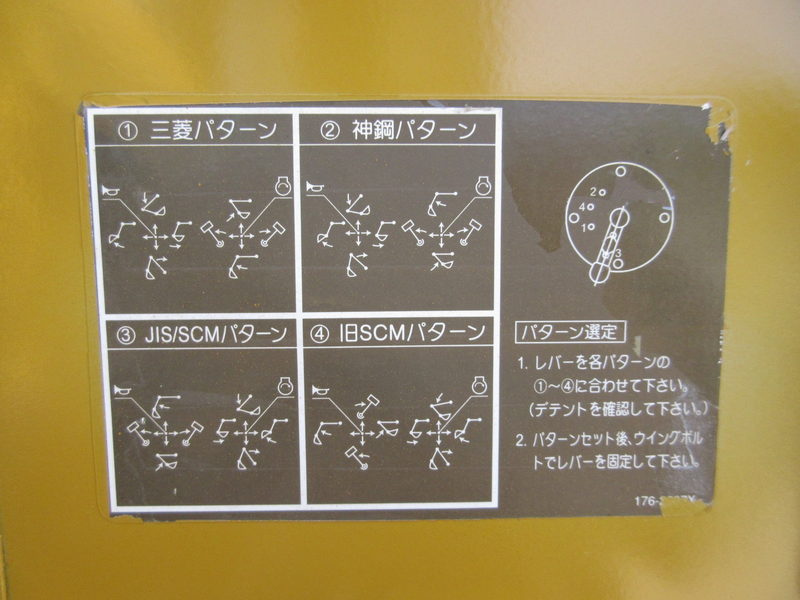 ① 三菱パターン
② 神鋼パターン
③ JIS/SCMパターン
④ 旧SCMパターン
2
4
1
3
パターン選定
1. レバーを各パターンの
①～④に合わせて下さい。
(デテントを確認して下さい。)
2. パターンセット後、ウイングボル
トでレバーを固定して下さい。